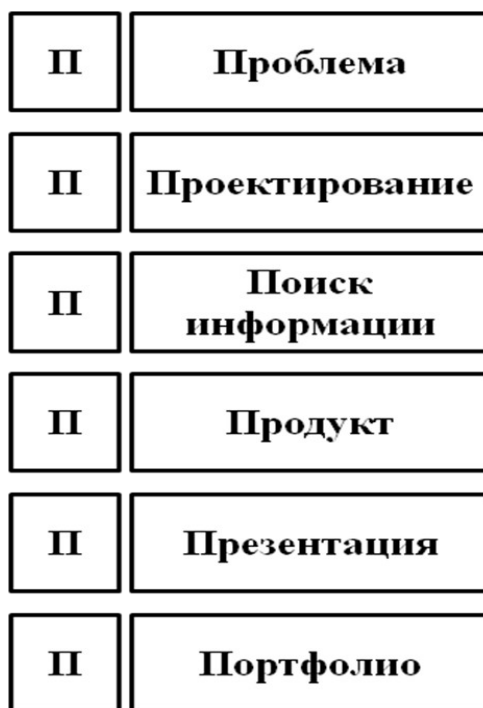 П Проблема
П Проектирование
П Поиск
информации
П Продукт
П Презентация
П Портфолио